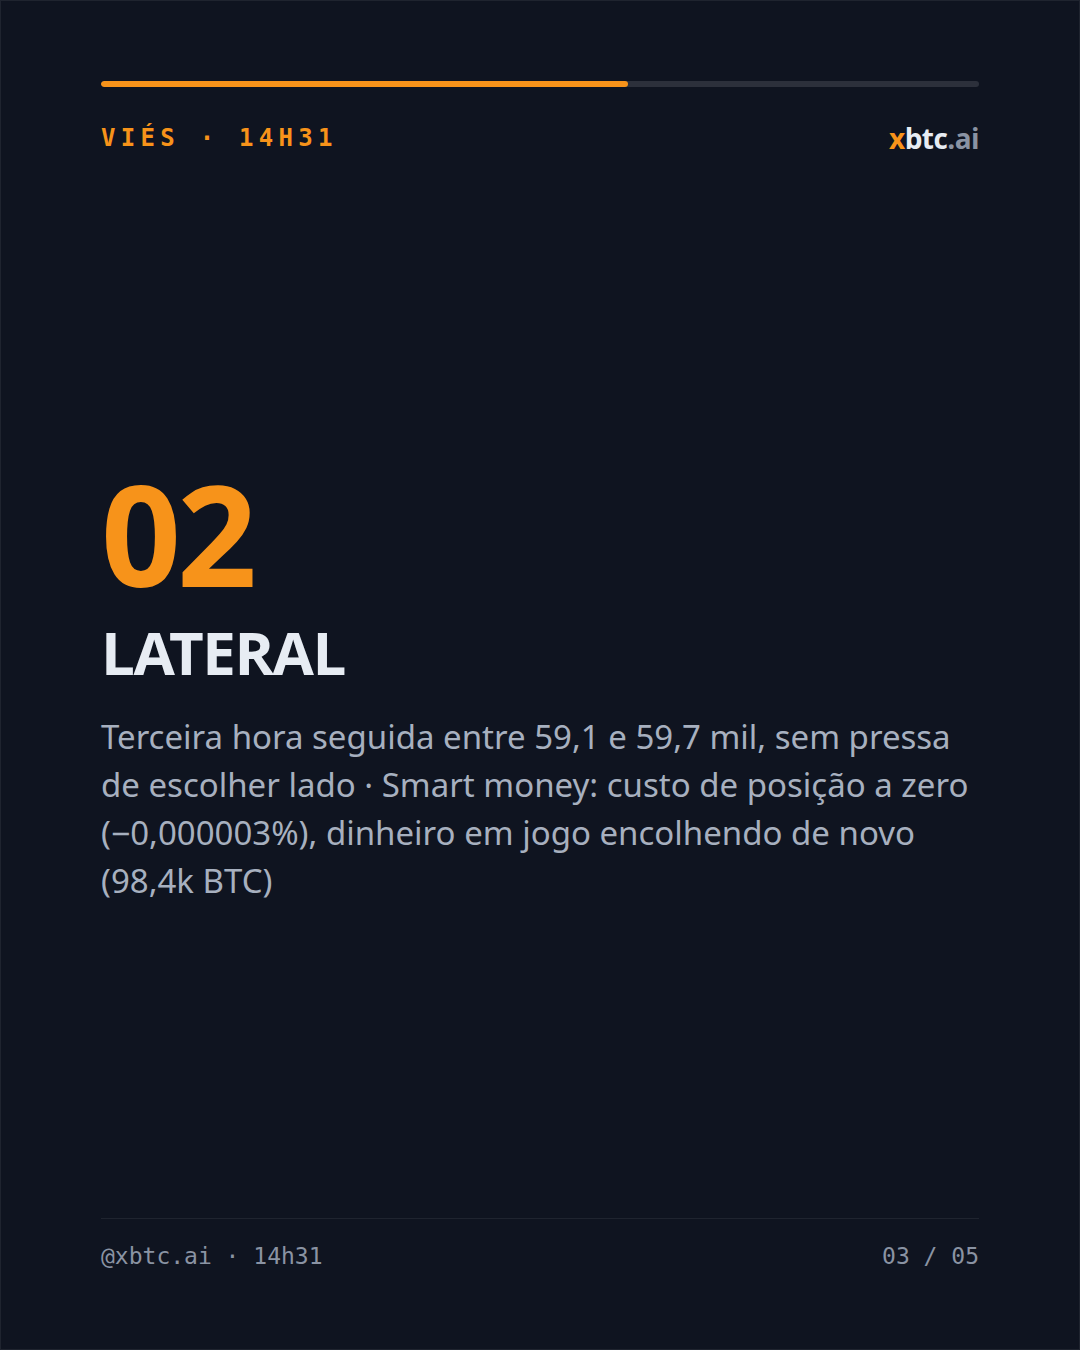 VIÉS · 14H31
xbtc.ai
02
LATERAL
Terceira hora seguida entre 59,1 e 59,7 mil, sem pressa
de escolher lado · Smart money: custo de posição a zero
(−0,000003%), dinheiro em jogo encolhendo de novo
(98,4k BTC)
@xbtc.ai · 14h31
03 / 05